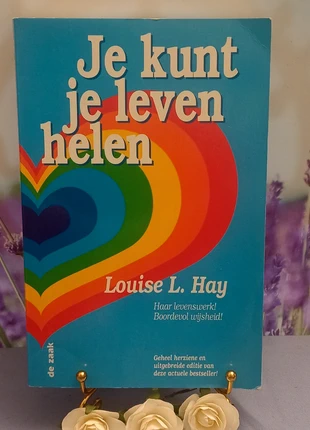 Je kunt
je leven
helen
Louise L. Hay
Haar levenswerk!
Boordevol wijsheid!
Geheel herziene en
uitgebreide editie van
deze actuele bestseller!
de zaak